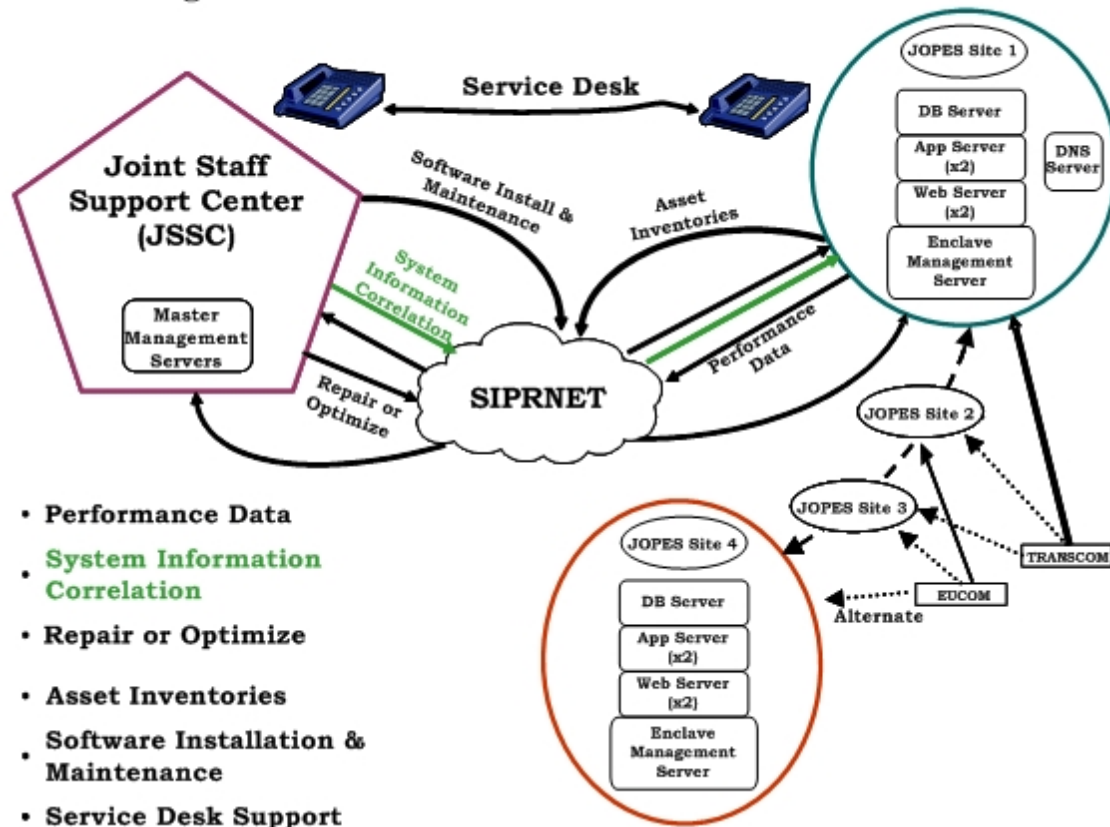 Service Desk
JOPES Site 1
DB Server
App Server
(x2)
Web Server
(x2)
Enclave
Management
Server
DNS
Server
Joint Staff
Support Center
(JSSC)
Master
Management
Servers
Software Install &
Maintenance
Asset
Inventories
System
Information
Correlation
Performance
Data
Repair or
Optimize
SIPRNET
JOPES Site 2
JOPES Site 3
TRANSCOM
EUCOM
Alternate
JOPES Site 4
DB Server
App Server
(x2)
Web Server
(x2)
Enclave
Management
Server
• Performance Data
• System Information
Correlation
• Repair or Optimize
• Asset Inventories
• Software Installation &
Maintenance
• Service Desk Support